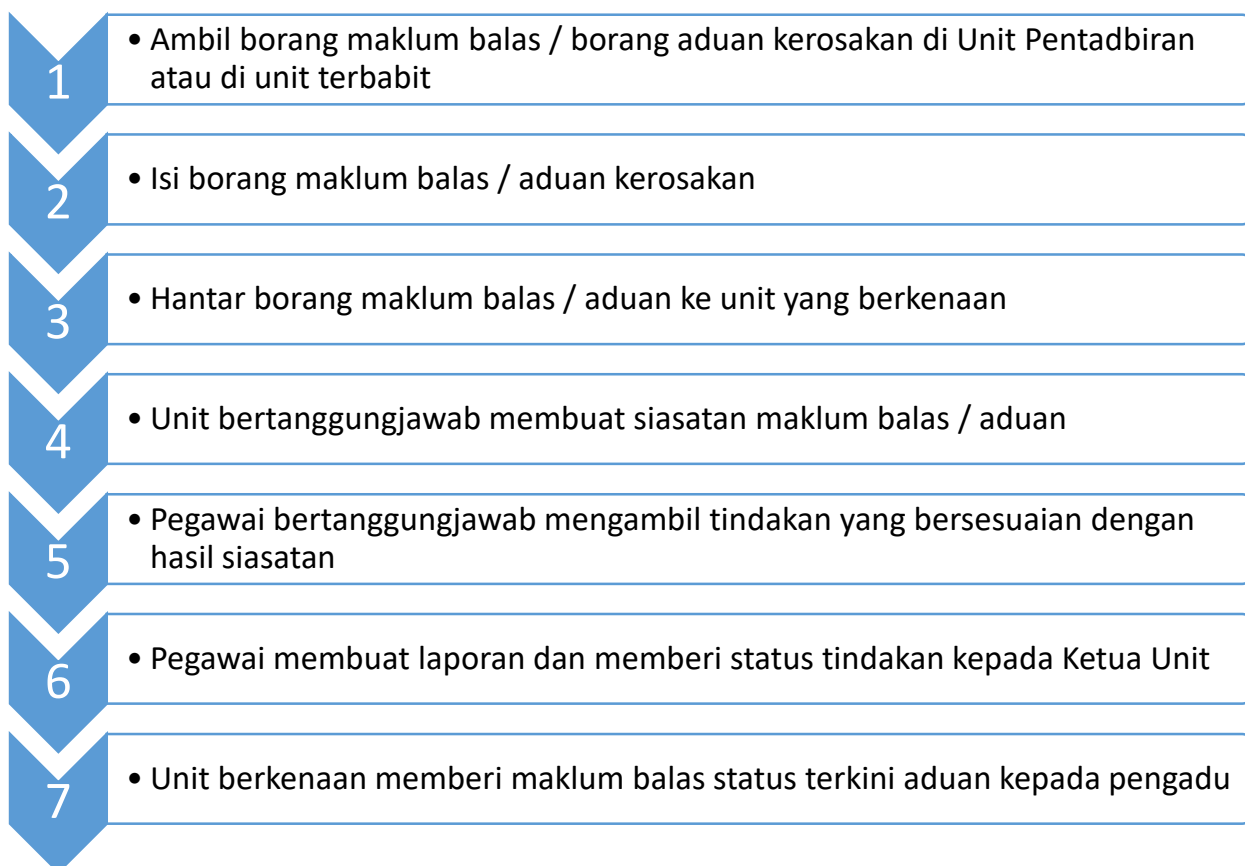 1
• Ambil borang maklum balas / borang aduan kerosakan di Unit Pentadbiran
atau di unit terbabit
2
• Isi borang maklum balas / aduan kerosakan
3
• Hantar borang maklum balas / aduan ke unit yang berkenaan
4
• Unit bertanggungjawab membuat siasatan maklum balas / aduan
5
• Pegawai bertanggungjawab mengambil tindakan yang bersesuaian dengan
hasil siasatan
6
• Pegawai membuat laporan dan memberi status tindakan kepada Ketua Unit
7
• Unit berkenaan memberi maklum balas status terkini aduan kepada pengadu